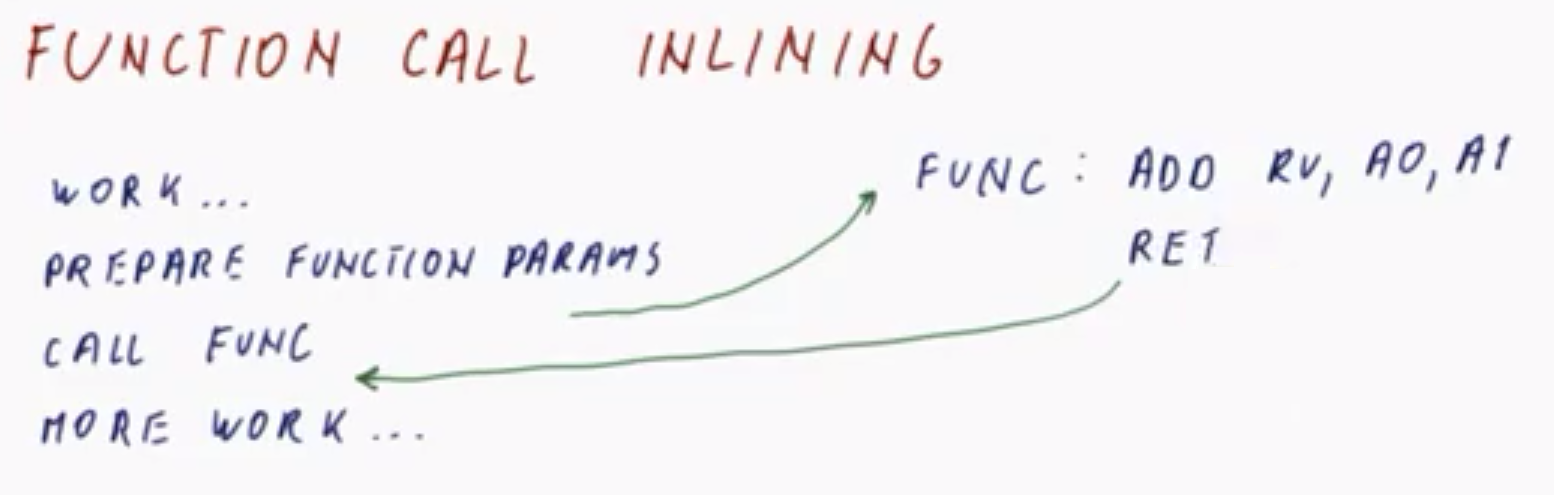 FUNCTION CALL INLINING
WORK...
PREPARE FUNCTION PARAMS
CALL FUNC
MORE WORK...
FUNC: ADD RV, A0, A1
RET